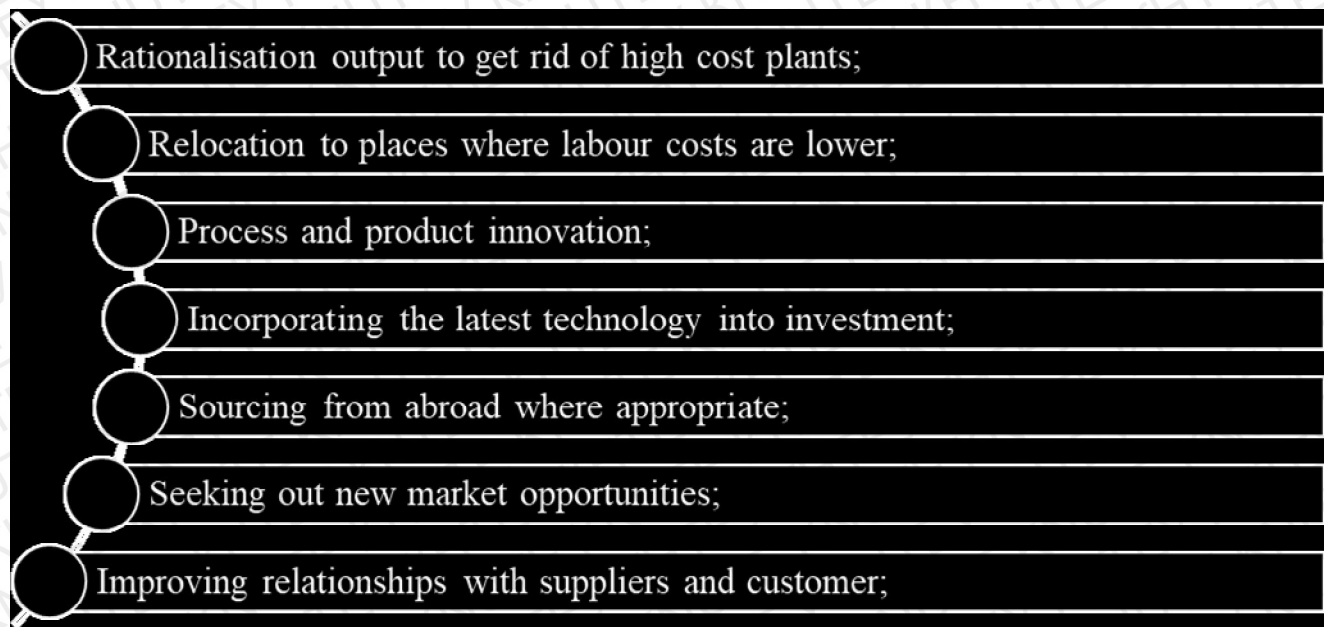 Rationalisation output to get rid of high cost plants;
Relocation to places where labour costs are lower;
Process and product innovation;
Incorporating the latest technology into investment;
Sourcing from abroad where appropriate;
Seeking out new market opportunities;
Improving relationships with suppliers and customer;